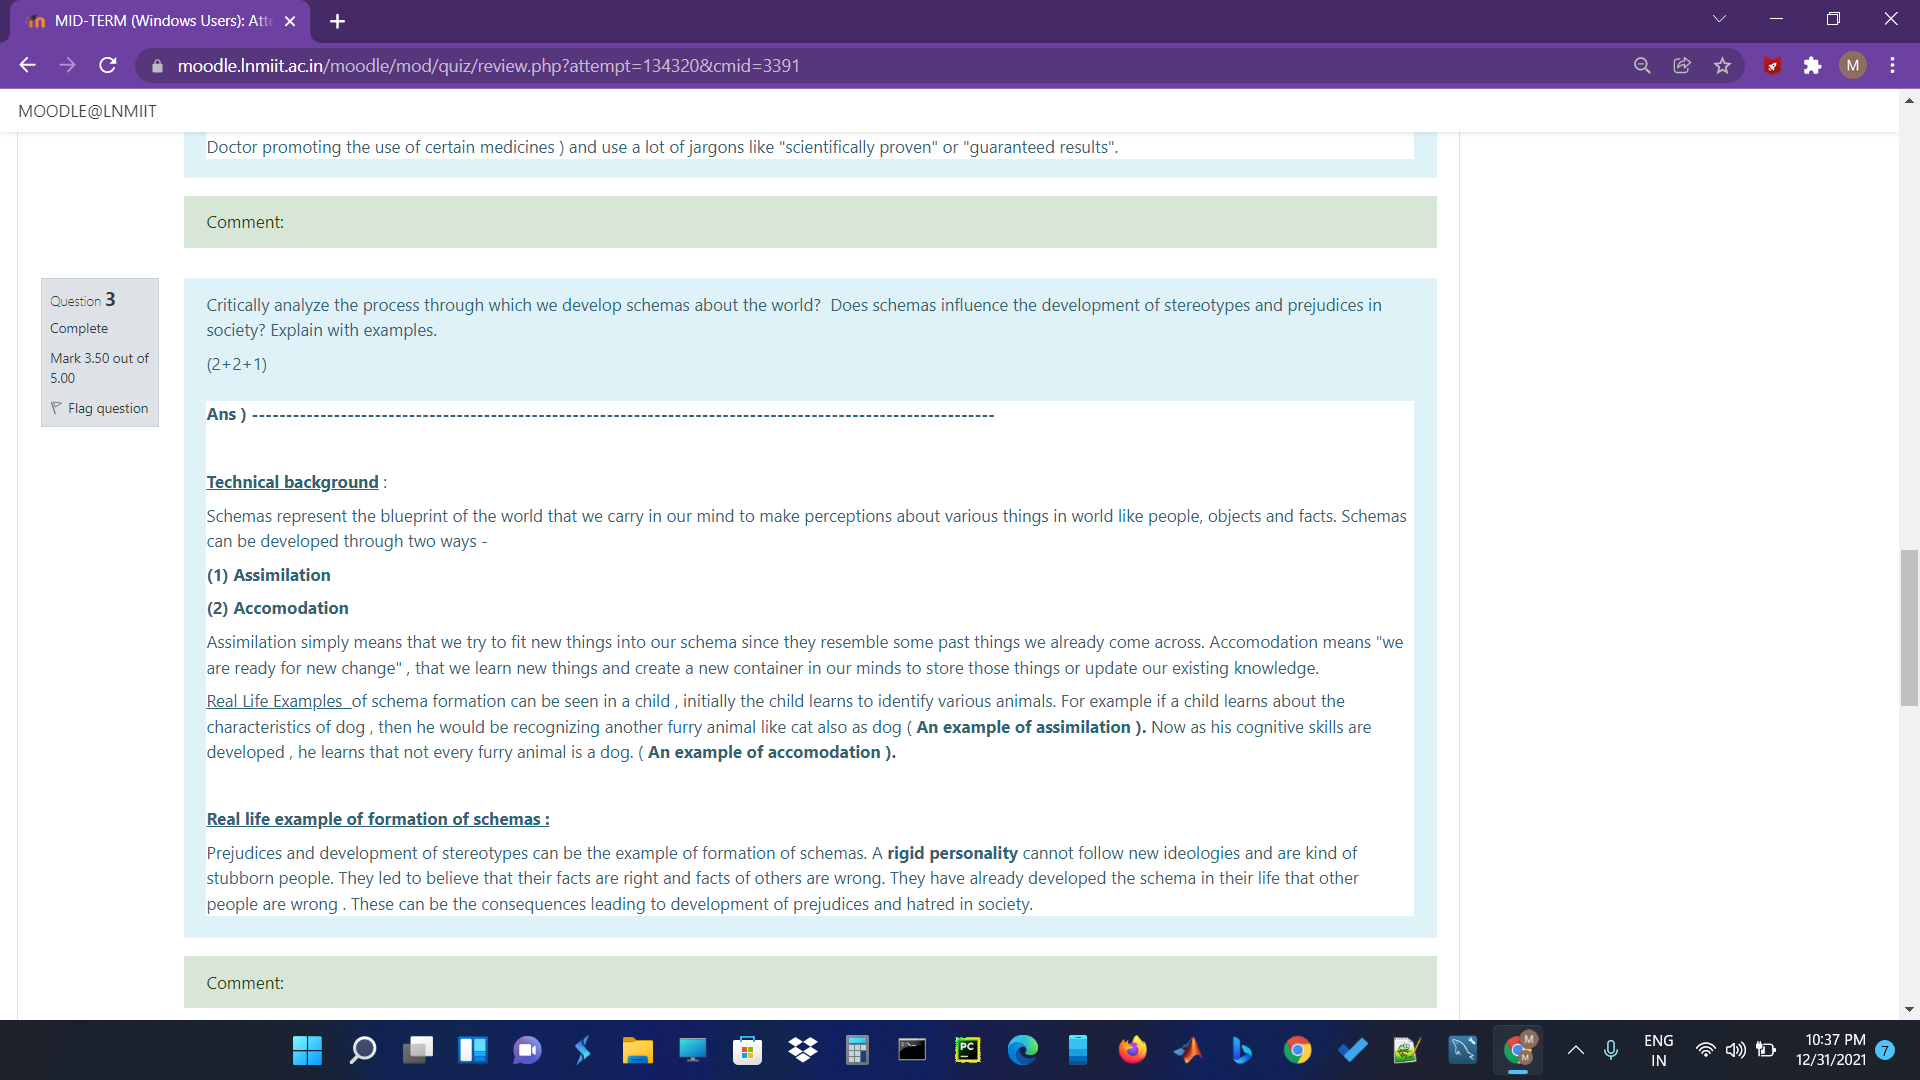 MID-TERM (Windows Users): Atte
moodle.lnmiit.ac.in/moodle/mod/quiz/review.php?attempt=134320&cmid=3391
M
MOODLE@LNMIIT
Doctor promoting the use of certain medicines ) and use a lot of jargons like "scientifically proven" or "guaranteed results".
Comment:
Question 3
Complete
Mark 3.50 out of
5.00
Flag question
Critically analyze the process through which we develop schemas about the world?  Does schemas influence the development of stereotypes and prejudices in
society? Explain with examples.
(2+2+1)
Ans ) --------------------------------------------------------------------------------------------------------------
Technical background :
Schemas represent the blueprint of the world that we carry in our mind to make perceptions about various things in world like people, objects and facts. Schemas
can be developed through two ways -
(1) Assimilation
(2) Accomodation
Assimilation simply means that we try to fit new things into our schema since they resemble some past things we already come across. Accomodation means "we
are ready for new change" , that we learn new things and create a new container in our minds to store those things or update our existing knowledge.
Real Life Examples  of schema formation can be seen in a child , initially the child learns to identify various animals. For example if a child learns about the
characteristics of dog , then he would be recognizing another furry animal like cat also as dog ( An example of assimilation ). Now as his cognitive skills are
developed , he learns that not every furry animal is a dog. ( An example of accomodation ).
Real life example of formation of schemas :
Prejudices and development of stereotypes can be the example of formation of schemas. A rigid personality cannot follow new ideologies and are kind of
stubborn people. They led to believe that their facts are right and facts of others are wrong. They have already developed the schema in their life that other
people are wrong . These can be the consequences leading to development of prejudices and hatred in society.
Comment:
PC
M
M
ENG
IN
10:37 PM
12/31/2021
7